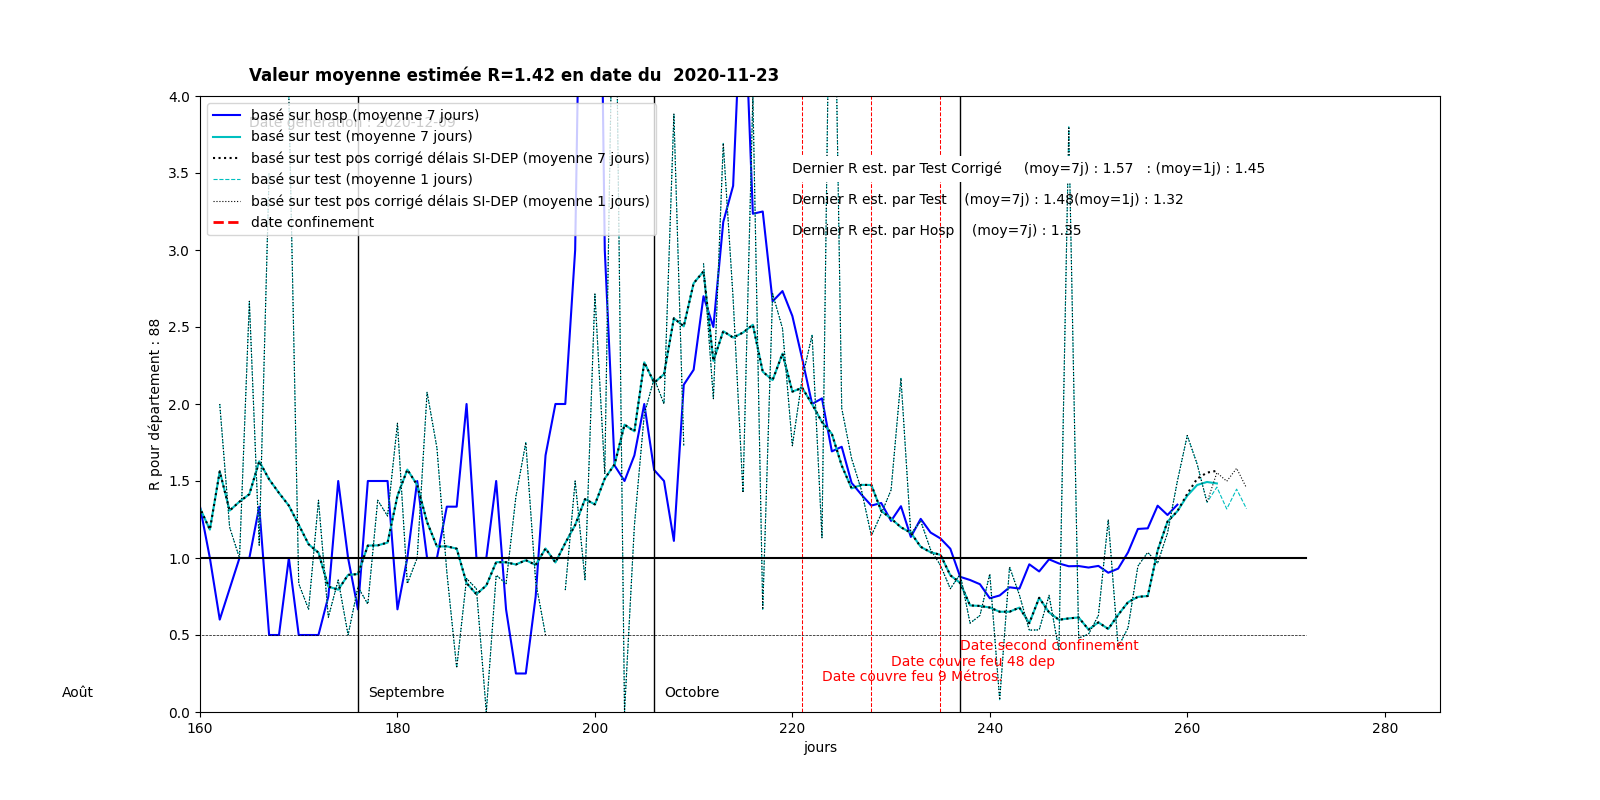 Valeur moyenne estimée R=1.42 en date du  2020-11-23
Date génération : 2020-12-09
basé sur hosp (moyenne 7 jours)
basé sur test (moyenne 7 jours)
basé sur test pos corrigé délais SI-DEP (moyenne 7 jours)
basé sur test (moyenne 1 jours)
basé sur test pos corrigé délais SI-DEP (moyenne 1 jours)
date confinement
Dernier R est. par Test Corrigé (moy=7j) : 1.57 : (moy=1j) : 1.45
Dernier R est. par Test (moy=7j) : 1.48(moy=1j) : 1.32
Dernier R est. par Hosp (moy=7j) : 1.35
4.0
3.5
3.0
2.5
2.0
1.5
1.0
0.5
0.0
R pour département : 88
Date second confinement
Date couvre feu 48 dep
Date couvre feu 9 Métros
Août
Septembre
Octobre
160 180 200 220 240 260 280
jours